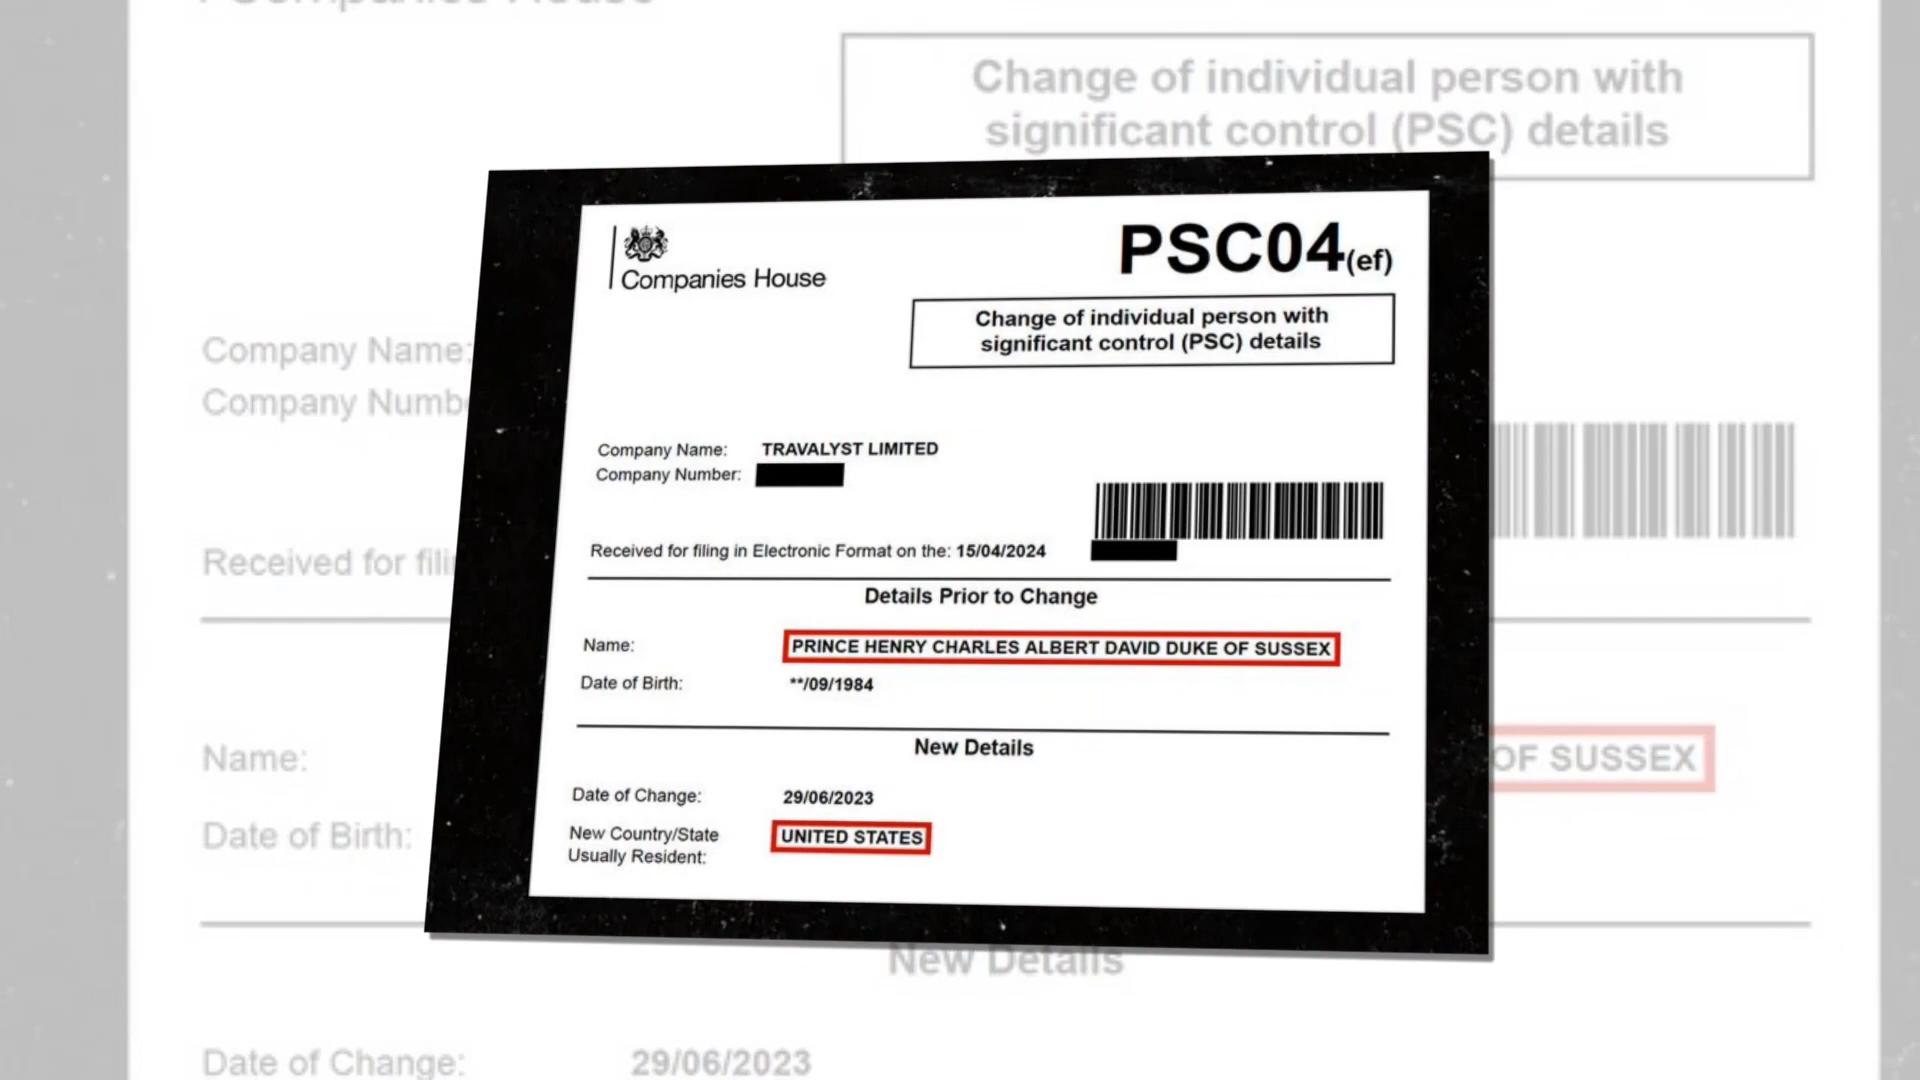 Companies House
Change of individual person with
significant control (PSC) details
Company Name:
Received for
Name:
OF SUSSEX
Date of Birth:
New Details
Date of Change: 29/06/2023
Companies House
PSC04(ef)
Change of individual person with
significant control (PSC) details
Company Name: TRAVALYST LIMITED
Company Number:
Received for filing in Electronic Format on the: 15/04/2024
Details Prior to Change
Name: PRINCE HENRY CHARLES ALBERT DAVID DUKE OF SUSSEX
Date of Birth: **/09/1984
New Details
Date of Change: 29/06/2023
New Country/State
Usually Resident: UNITED STATES